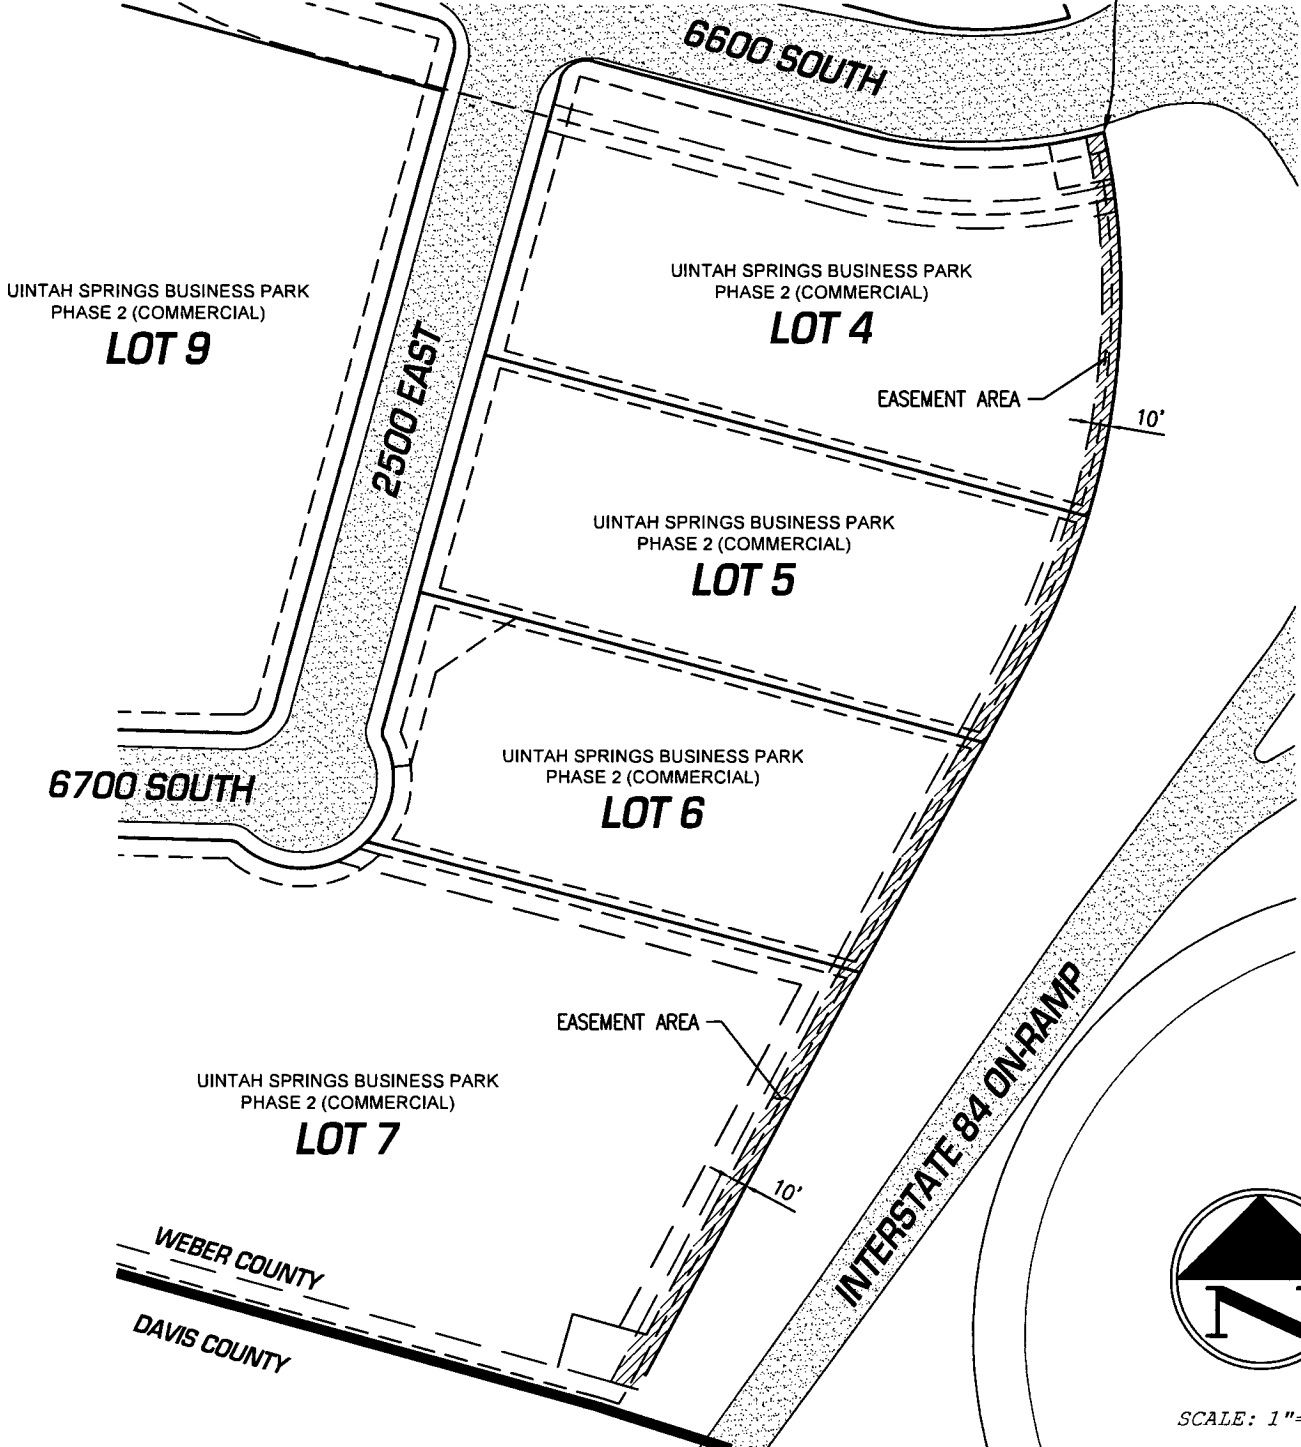 6600 SOUTH
UINTAH SPRINGS BUSINESS PARK
PHASE 2 (COMMERCIAL)
LOT 9
UINTAH SPRINGS BUSINESS PARK
PHASE 2 (COMMERCIAL)
LOT 4
2500 EAST
EASEMENT AREA
10'
UINTAH SPRINGS BUSINESS PARK
PHASE 2 (COMMERCIAL)
LOT 5
6700 SOUTH
UINTAH SPRINGS BUSINESS PARK
PHASE 2 (COMMERCIAL)
LOT 6
EASEMENT AREA
UINTAH SPRINGS BUSINESS PARK
PHASE 2 (COMMERCIAL)
LOT 7
10'
INTERSTATE 84 ON-RAMP
WEBER COUNTY
DAVIS COUNTY
N
SCALE: 1"=